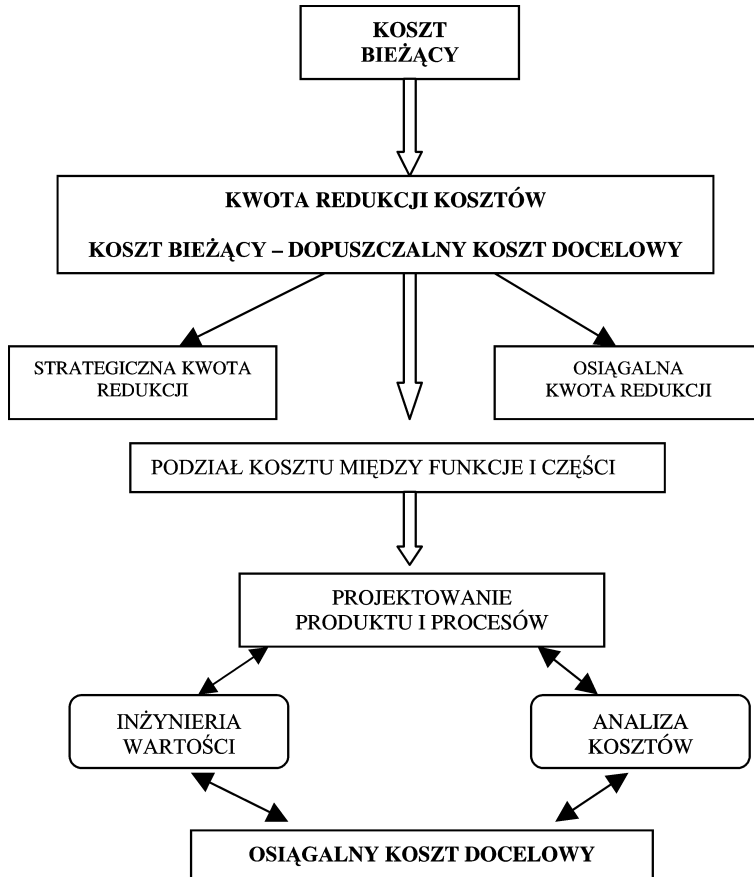 KOSZT
BIEŻĄCY
KWOTA REDUKCJI KOSZTÓW
KOSZT BIEŻĄCY – DOPUSZCZALNY KOSZT DOCELOWY
STRATEGICZNA KWOTA
REDUKCJI
OSIĄGALNA
KWOTA REDUKCJI
PODZIAŁ KOSZTU MIĘDZY FUNKCJE I CZĘŚCI
PROJEKTOWANIE
PRODUKTU I PROCESÓW
INŻYNIERIA
WARTOŚCI
ANALIZA
KOSZTÓW
OSIĄGALNY KOSZT DOCELOWY